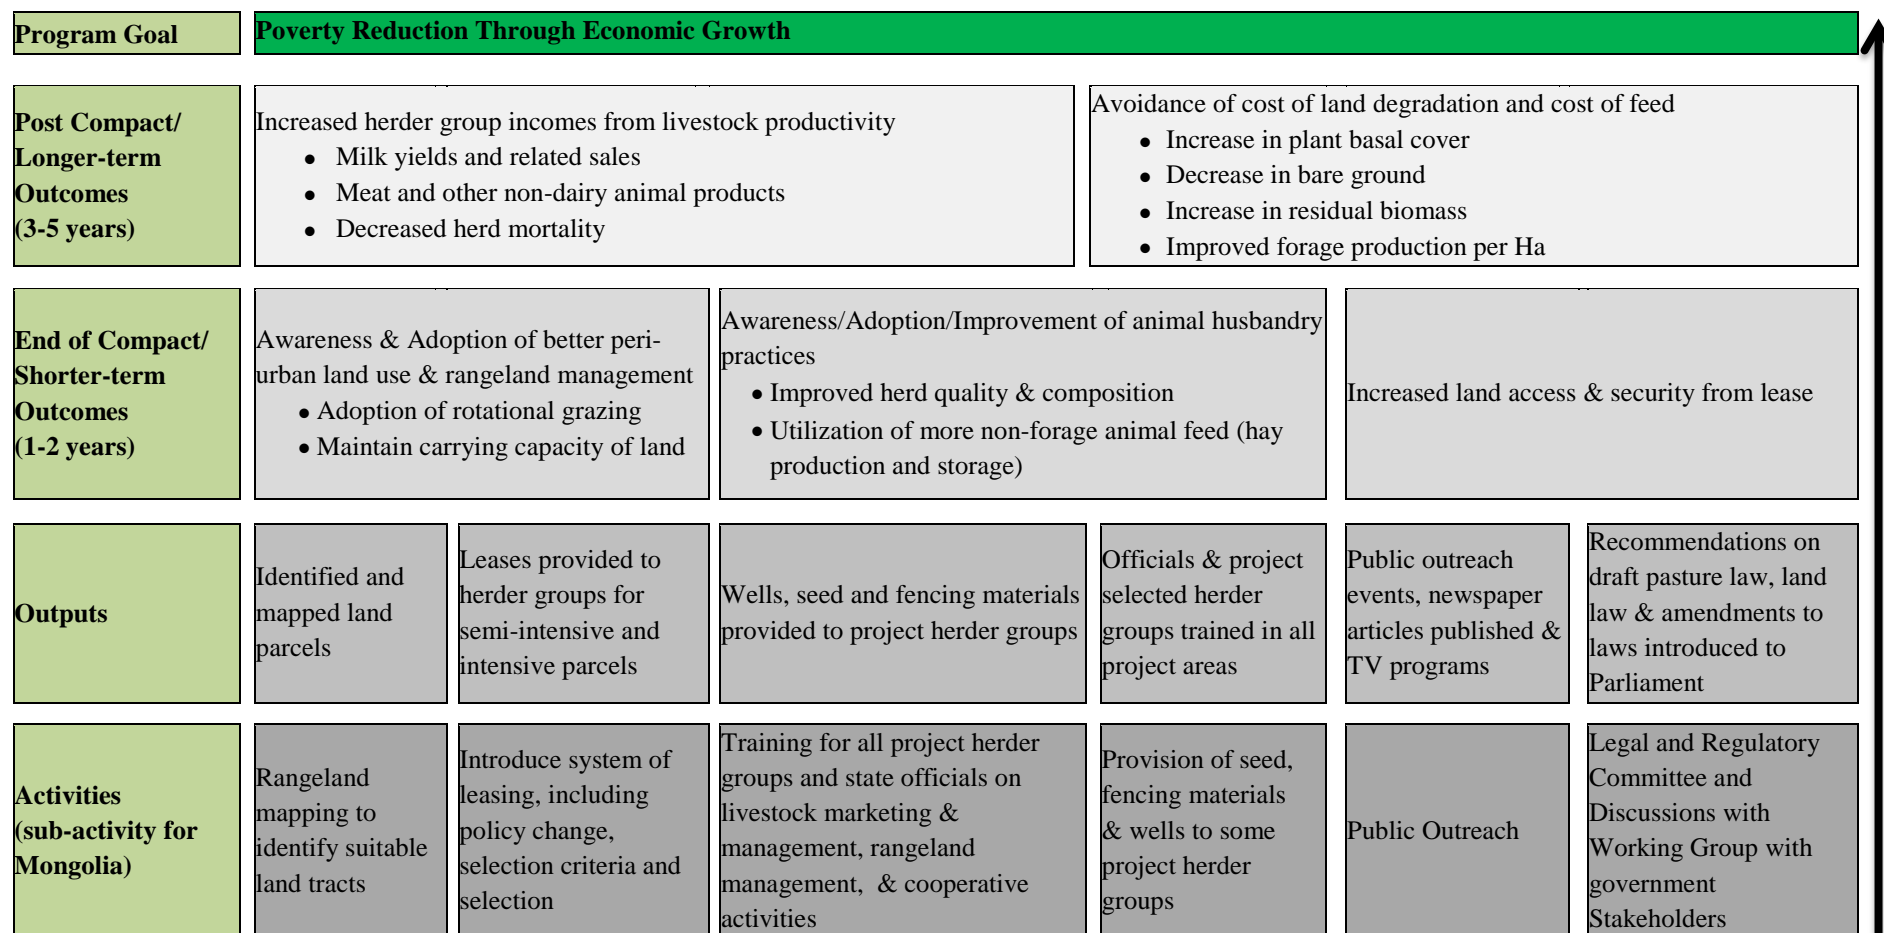 Program Goal
Poverty Reduction Through Economic Growth
Post Compact/
Longer-term
Outcomes
(3-5 years)
Increased herder group incomes from livestock productivity
• Milk yields and related sales
• Meat and other non-dairy animal products
• Decreased herd mortality
Avoidance of cost of land degradation and cost of feed
• Increase in plant basal cover
• Decrease in bare ground
• Increase in residual biomass
• Improved forage production per Ha
End of Compact/
Shorter-term
Outcomes
(1-2 years)
Awareness & Adoption of better peri-
urban land use & rangeland management
• Adoption of rotational grazing
• Maintain carrying capacity of land
Awareness/Adoption/Improvement of animal husbandry
practices
• Improved herd quality & composition
• Utilization of more non-forage animal feed (hay
production and storage)
Increased land access & security from lease
Outputs
Identified and
mapped land
parcels
Leases provided to
herder groups for
semi-intensive and
intensive parcels
Wells, seed and fencing materials
provided to project herder groups
Officials & project
selected herder
groups trained in all
project areas
Public outreach
events, newspaper
articles published &
TV programs
Recommendations on
draft pasture law, land
law & amendments to
laws introduced to
Parliament
Activities
(sub-activity for
Mongolia)
Rangeland
mapping to
identify suitable
land tracts
Introduce system of
leasing, including
policy change,
selection criteria and
selection
Training for all project herder
groups and state officials on
livestock marketing &
management, rangeland
management, & cooperative
activities
Provision of seed,
fencing materials
& wells to some
project herder
groups
Public Outreach
Legal and Regulatory
Committee and
Discussions with
Working Group with
government
Stakeholders